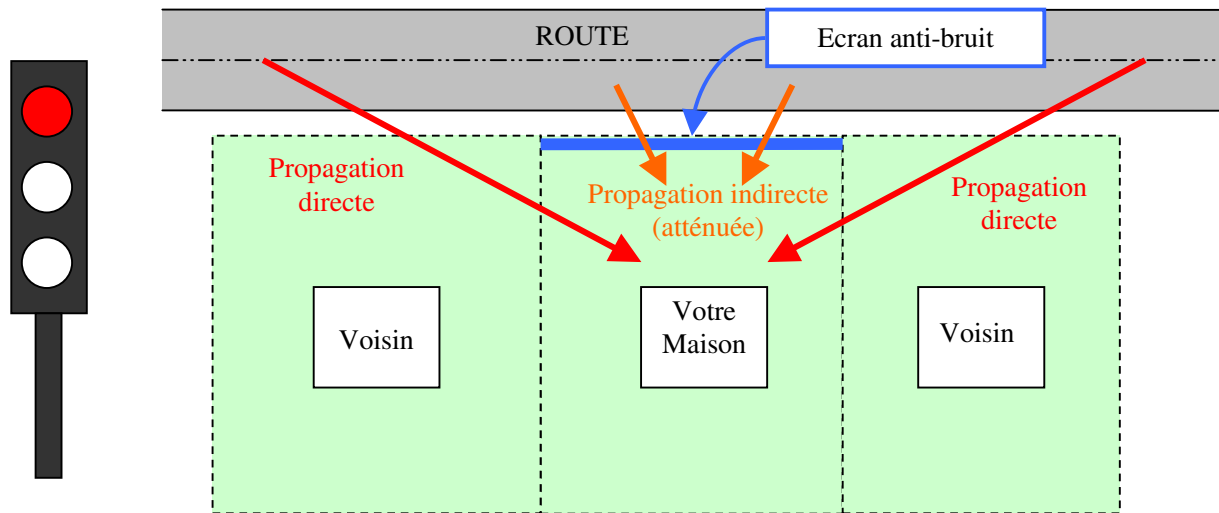 ROUTE
Ecran anti-bruit
Propagation
directe
Propagation indirecte
(atténuée)
Propagation
directe
Voisin
Votre
Maison
Voisin